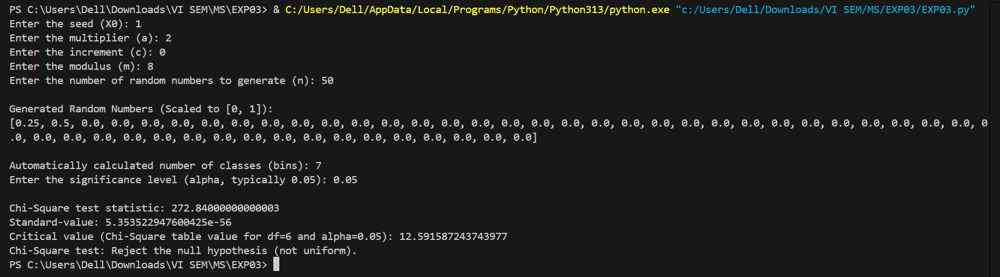 PS C:\Users\Dell\Downloads\VI SEM\MS\EXP03> & C:/Users/Dell/AppData/Local/Programs/Python/Python313/python.exe "c:/Users/Dell/Downloads/VI SEM/MS/EXP03/EXP03.py"
Enter the seed (X0): 1
Enter the multiplier (a): 2
Enter the increment (c): 0
Enter the modulus (m): 8
Enter the number of random numbers to generate (n): 50
Generated Random Numbers (Scaled to [0, 1]):
[0.25, 0.5, 0.0, 0.0, 0.0, 0.0, 0.0, 0.0, 0.0, 0.0, 0.0, 0.0, 0.0, 0.0, 0.0, 0.0, 0.0, 0.0, 0.0, 0.0, 0.0, 0.0, 0.0, 0.0, 0.0, 0.0, 0.0, 0.0, 0.0, 0.0, 0.0, 0.0, 0
.0, 0.0, 0.0, 0.0, 0.0, 0.0, 0.0, 0.0, 0.0, 0.0, 0.0, 0.0, 0.0, 0.0, 0.0, 0.0, 0.0, 0.0]
Automatically calculated number of classes (bins): 7
Enter the significance level (alpha, typically 0.05): 0.05
Chi-Square test statistic: 272.84000000000003
Standard-value: 5.353522947600425e-56
Critical value (Chi-Square table value for df=6 and alpha=0.05): 12.591587243743977
Chi-Square test: Reject the null hypothesis (not uniform).
PS C:\Users\Dell\Downloads\VI SEM\MS\EXP03>